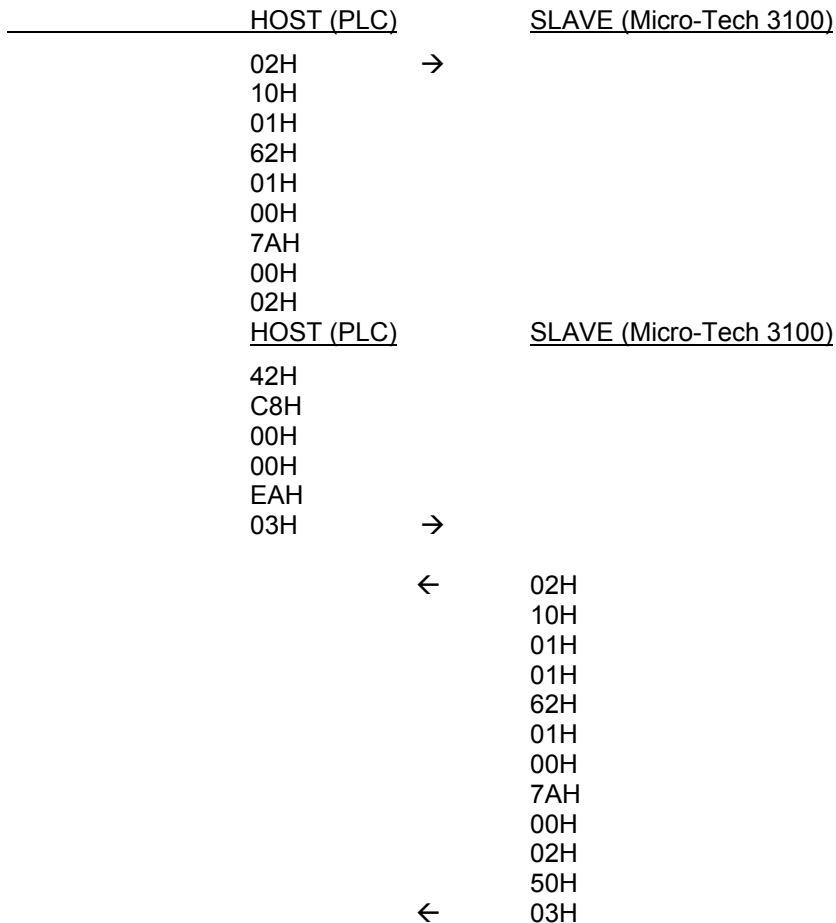 HOST (PLC) SLAVE (Micro-Tech 3100)
02H →
10H
01H
62H
01H
00H
7AH
00H
02H
HOST (PLC) SLAVE (Micro-Tech 3100)
42H
C8H
00H
00H
EAH
03H →
← 02H
10H
01H
01H
62H
01H
00H
7AH
00H
02H
50H
← 03H